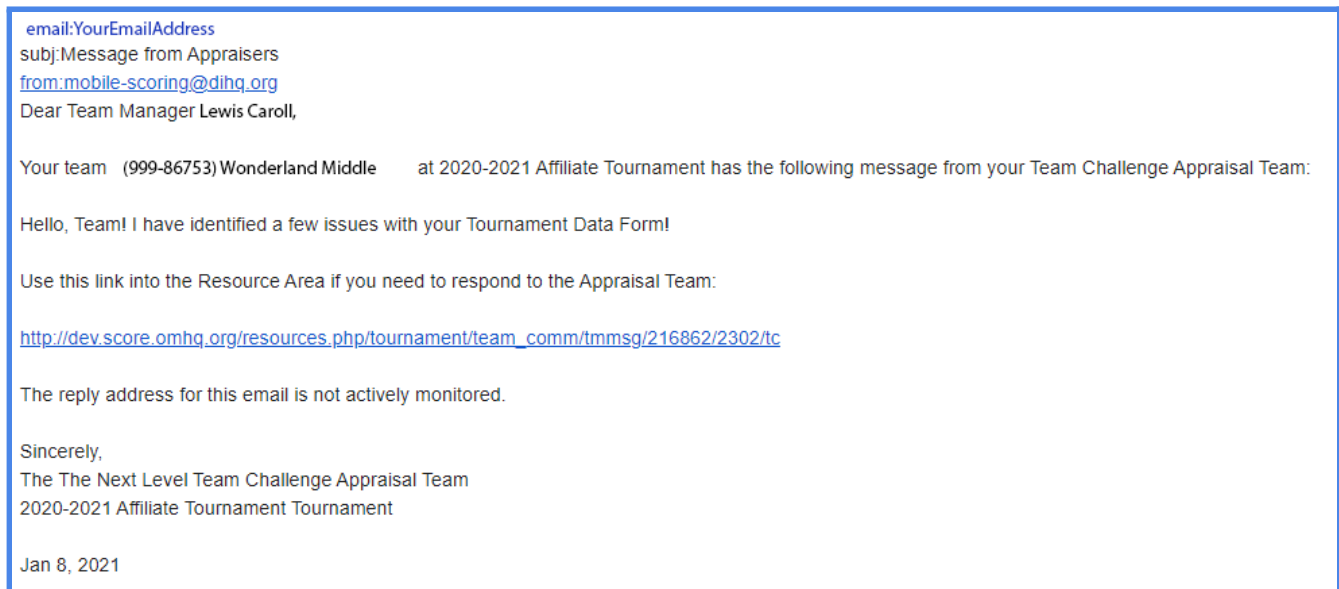 email:YourEmailAddress
subj:Message from Appraisers
from:mobile-scoring@dihq.org
Dear Team Manager Lewis Caroll,
Your team (999-86753) Wonderland Middle at 2020-2021 Affiliate Tournament has the following message from your Team Challenge Appraisal Team:
Hello, Team! I have identified a few issues with your Tournament Data Form!
Use this link into the Resource Area if you need to respond to the Appraisal Team:
http://dev.score.omhq.org/resources.php/tournament/team_comm/tmmsg/216862/2302/tc
The reply address for this email is not actively monitored.
Sincerely,
The The Next Level Team Challenge Appraisal Team
2020-2021 Affiliate Tournament Tournament
Jan 8, 2021